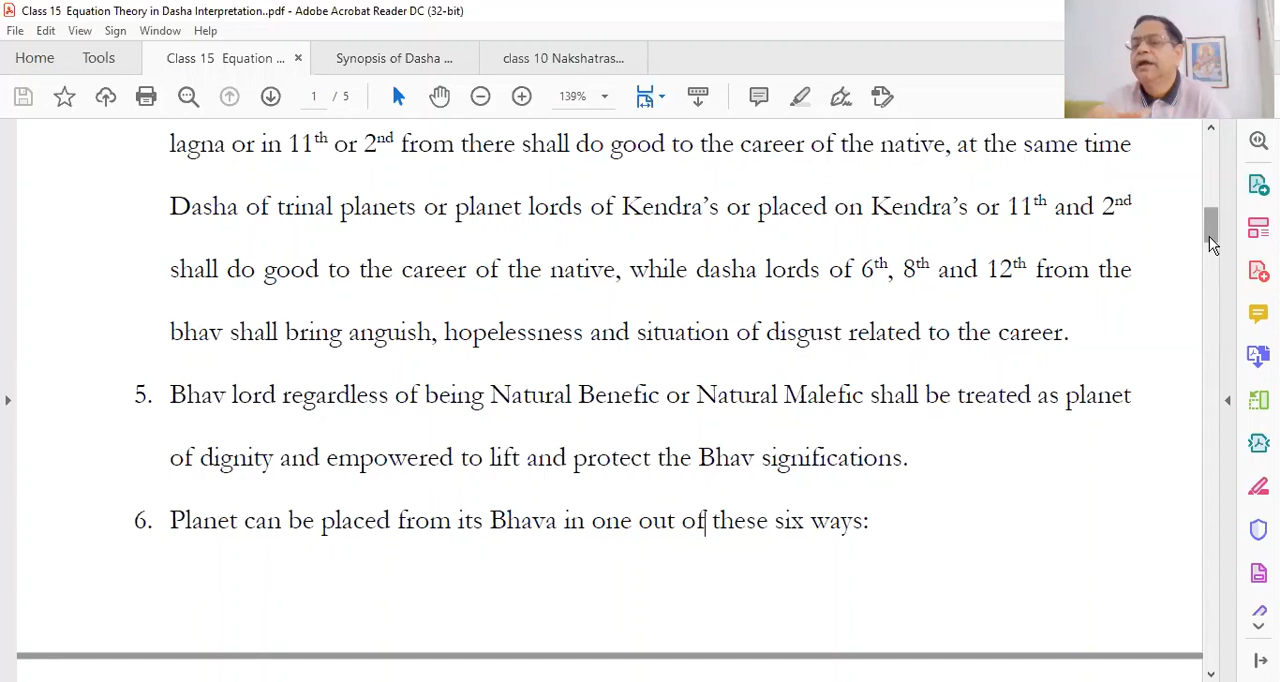 Class 15 Equation Theory in Dasha Interpretation..pdf - Adobe Acrobat Reader DC (32-bit)
File Edit View Sign Window Help
Home Tools Class 15 Equation ... × Synopsis of Dasha ... class 10 Nakshatras...
1 / 5 139%
lagna or in 11th or 2nd from there shall do good to the career of the native, at the same time
Dasha of trinal planets or planet lords of Kendra’s or placed on Kendra’s or 11th and 2nd
shall do good to the career of the native, while dasha lords of 6th, 8th and 12th from the
bhav shall bring anguish, hopelessness and situation of disgust related to the career.
5. Bhav lord regardless of being Natural Benefic or Natural Malefic shall be treated as planet
of dignity and empowered to lift and protect the Bhav significations.
6. Planet can be placed from its Bhava in one out of these six ways: